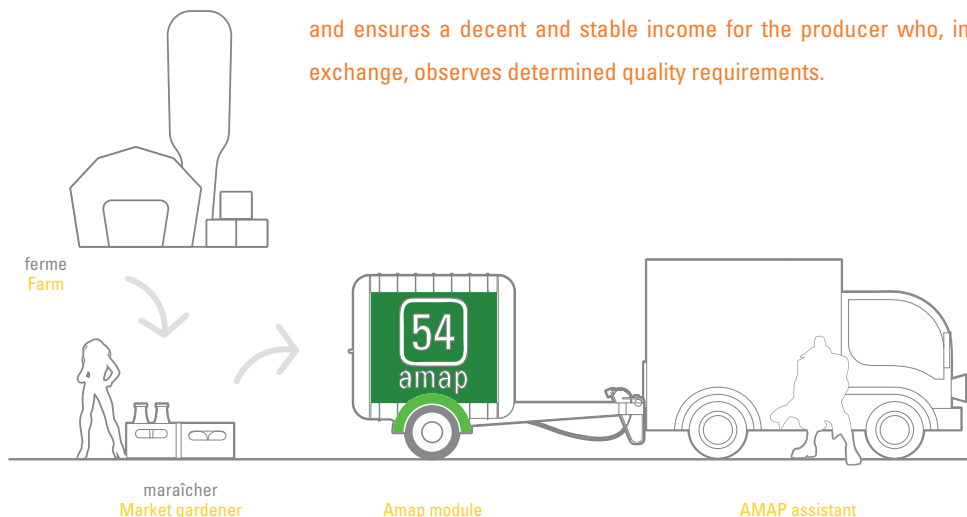 and ensures a decent and stable income for the producer who, in
exchange, observes determined quality requirements.
ferme
Farm
54
amap
maraîcher
Market gardener
Amap module
AMAP assistant